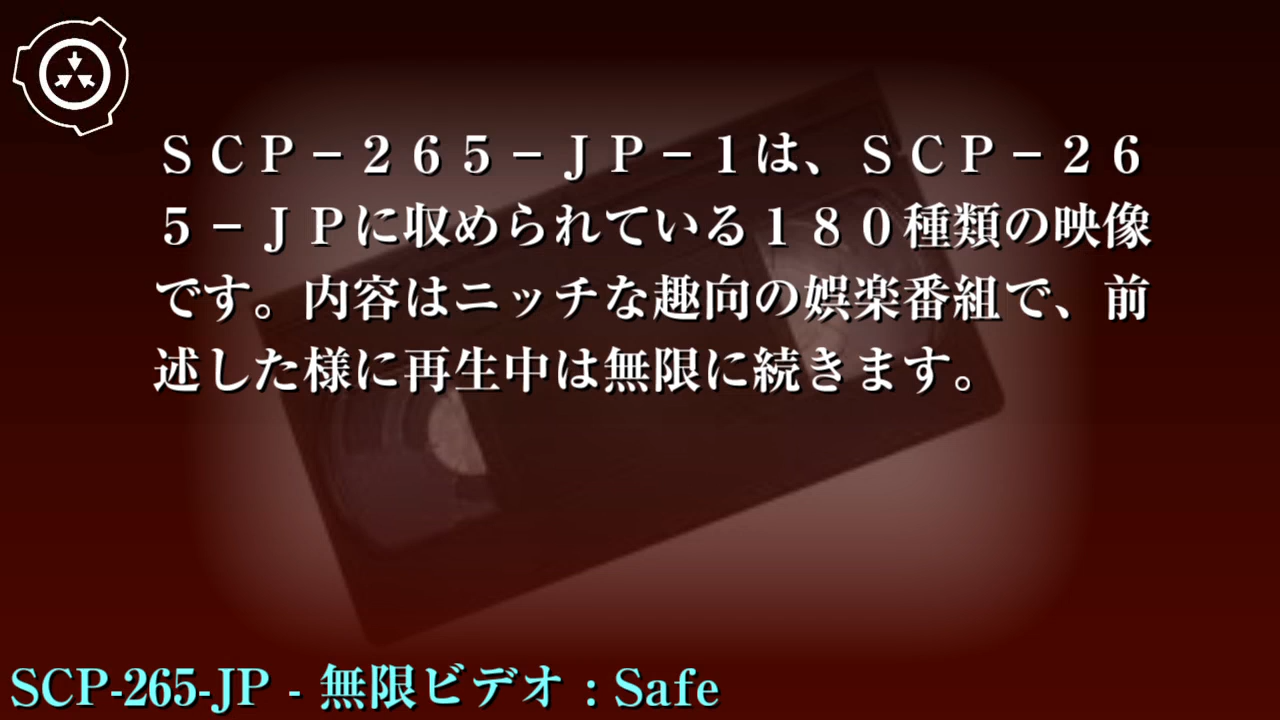 ＳＣＰ－２６５－ＪＰ－１は、ＳＣＰ－２６
５－ＪＰに収められている１８０種類の映像
です。内容はニッチな趣向の娯楽番組で、前
述した様に再生中は無限に続きます。
SCP-265-JP - 無限ビデオ : Safe